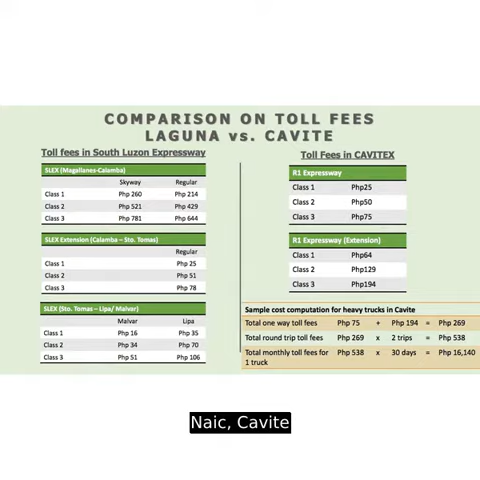 COMPARISON ON TOLL FEES
LAGUNA vs. CAVITE
Toll fees in South Luzon Expressway
SLEX (Magallanes-Calamba)
Skyway Regular
Class 1 Php 260 Php 214
Class 2 Php 521 Php 429
Class 3 Php 781 Php 644
SLEX Extension (Calamba – Sto. Tomas)
Regular
Class 1 Php 25
Class 2 Php 51
Class 3 Php 78
SLEX (Sto. Tomas – Lipa/ Malvar)
Malvar Lipa
Class 1 Php 16 Php 35
Class 2 Php 34 Php 70
Class 3 Php 51 Php 106
Toll Fees in CAVITEX
R1 Expressway
Class 1 Php25
Class 2 Php50
Class 3 Php75
R1 Expressway (Extension)
Class 1 Php64
Class 2 Php129
Class 3 Php194
Sample cost computation for heavy trucks in Cavite
Total one way toll fees Php 75 + Php 194 = Php 269
Total round trip toll fees Php 269 x 2 trips = Php 538
Total monthly toll fees for Php 538 x 30 days = Php 16,140
1 truck
Naic, Cavite